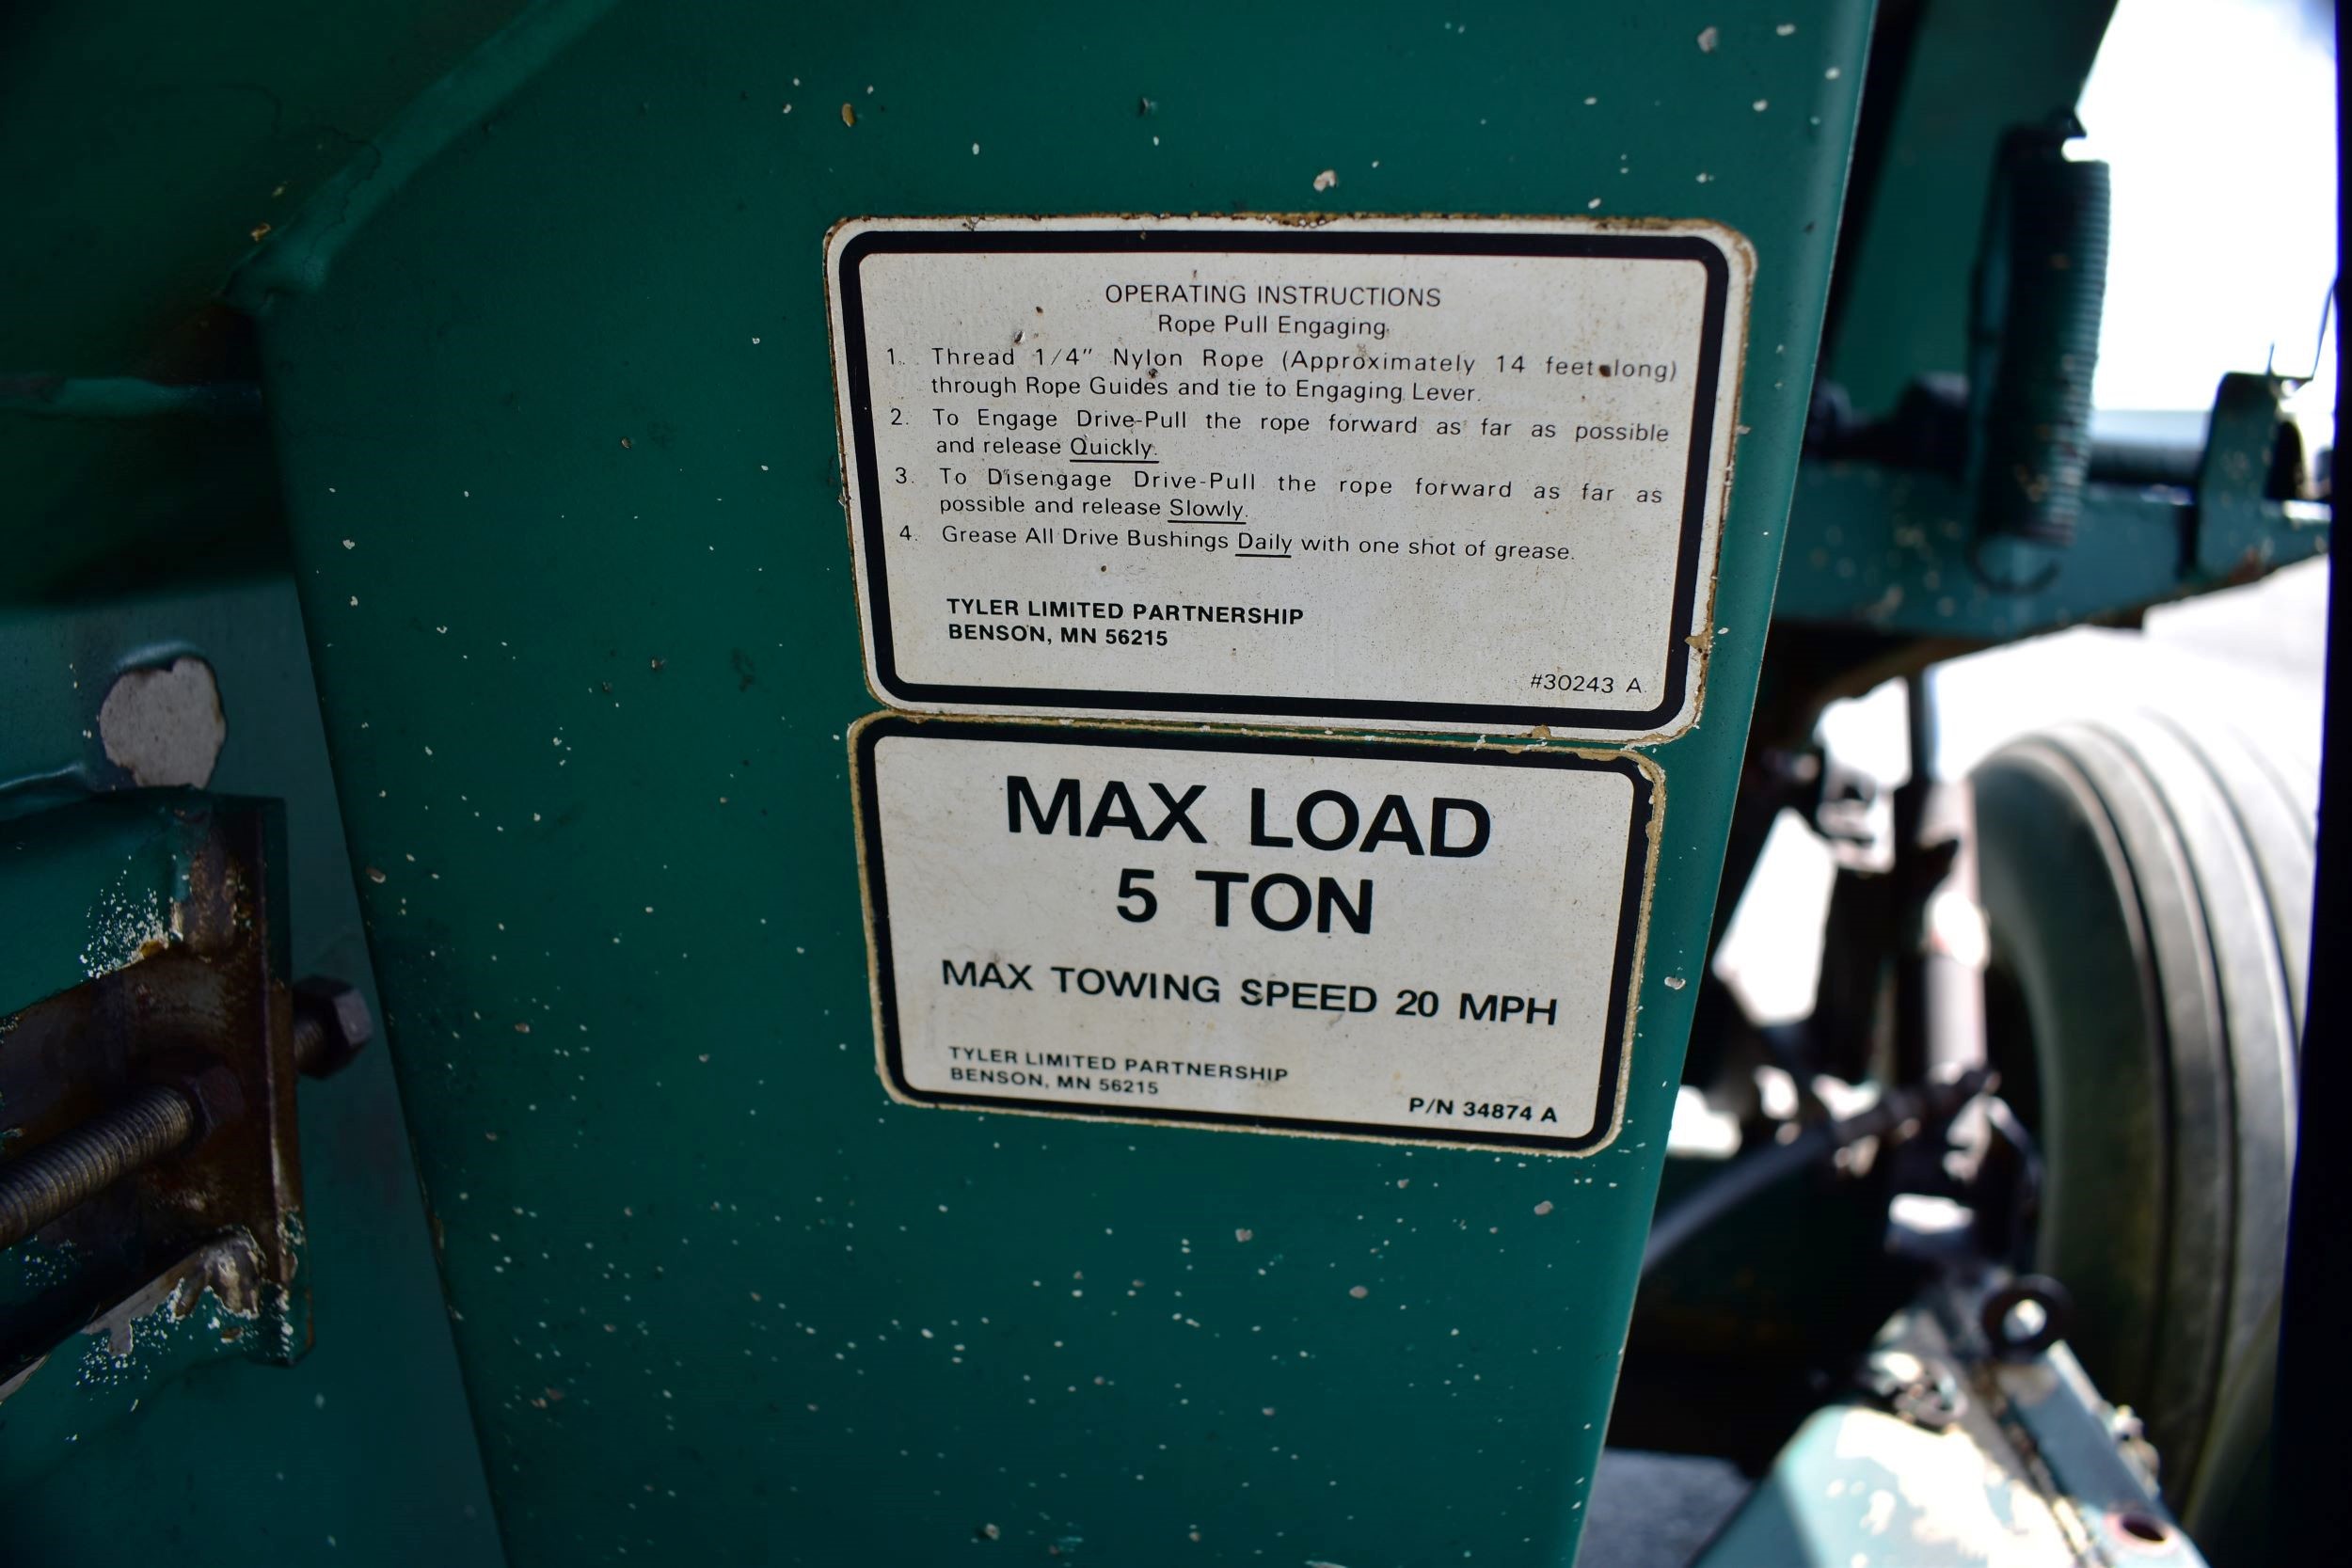 OPERATING INSTRUCTIONS
Rope Pull Engaging
1. Thread 1/4" Nylon Rope (Approximately 14 feet long)
through Rope Guides and tie to Engaging Lever.
2. To Engage Drive-Pull the rope forward as far as possible
and release Quickly.
3. To Disengage Drive-Pull the rope forward as far as
possible and release Slowly.
4. Grease All Drive Bushings Daily with one shot of grease.
TYLER LIMITED PARTNERSHIP
BENSON, MN 56215
#30243 A
MAX LOAD
5 TON
MAX TOWING SPEED 20 MPH
TYLER LIMITED PARTNERSHIP
BENSON, MN 56215
P/N 34874 A